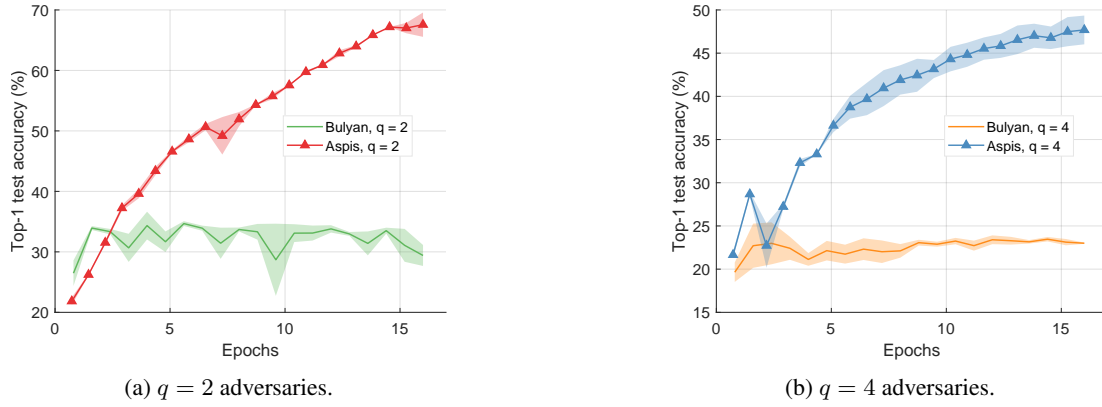 70
60
50
40
30
20
0
5
10
15
Top-1 test accuracy (%)
Epochs
Bulyan, q = 2
Aspis, q = 2
(a) q = 2 adversaries.
50
45
40
35
30
25
20
15
0
5
10
15
Top-1 test accuracy (%)
Epochs
Bulyan, q = 4
Aspis, q = 4
(b) q = 4 adversaries.